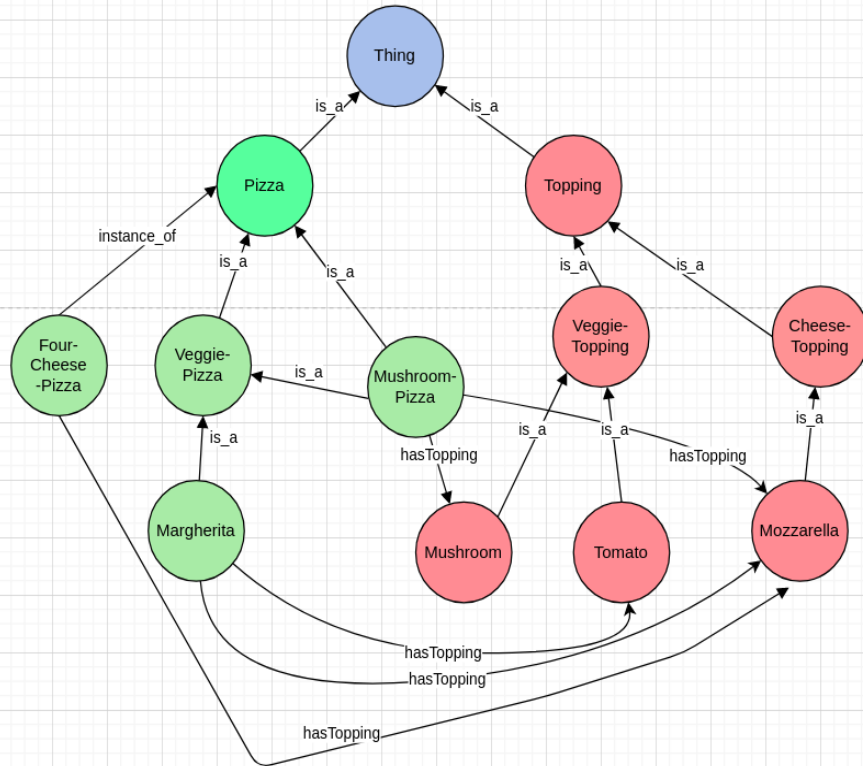 Thing
is_a
is_a
Pizza
Topping
instance_of
is_a
is_a
is_a
is_a
Four-
Cheese
-Pizza
Veggie-
Pizza
Mushroom-
Pizza
Veggie-
Topping
Cheese-
Topping
is_a
is_a
hasTopping
is_a
is_a
hasTopping
is_a
Margherita
Mushroom
Tomato
Mozzarella
hasTopping
hasTopping
hasTopping